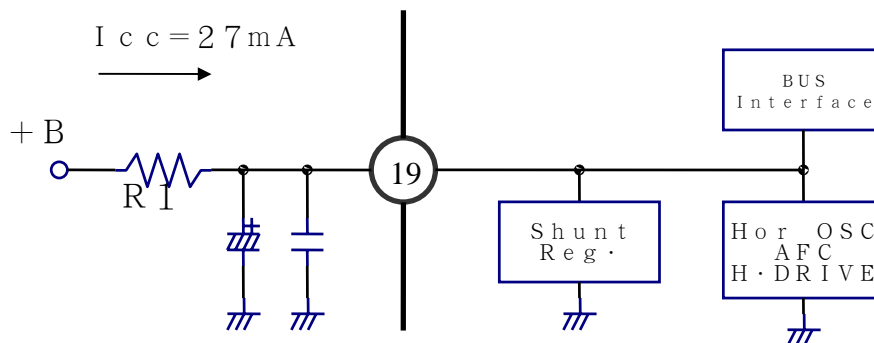 Icc=27mA
+B
R1
19
BUS
Interface
Shunt
Reg.
Hor OSC
AFC
H·DRIVE